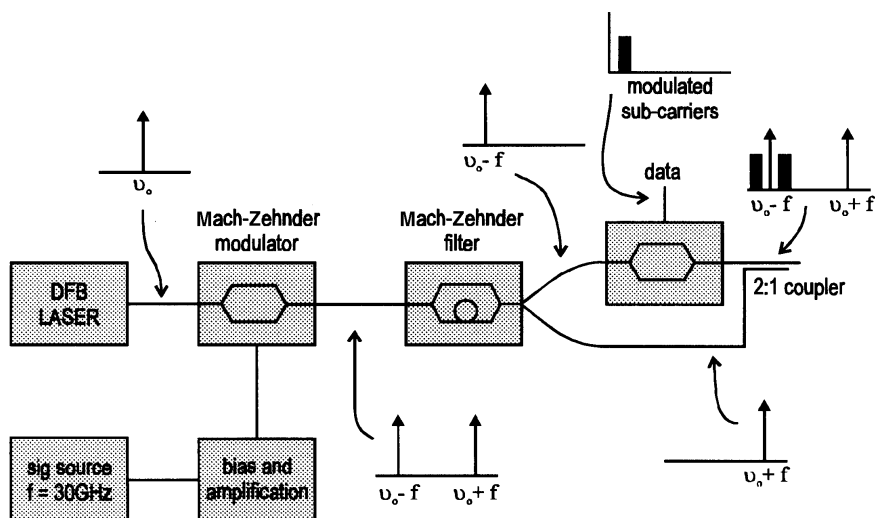 modulated
sub-carriers
υₒ- f
data
υₒ
υₒ- f υₒ+ f
Mach-Zehnder
modulator
Mach-Zehnder
filter
2:1 coupler
DFB
LASER
sig source
f = 30GHz
bias and
amplification
υₒ- f υₒ+ f
υₒ+ f